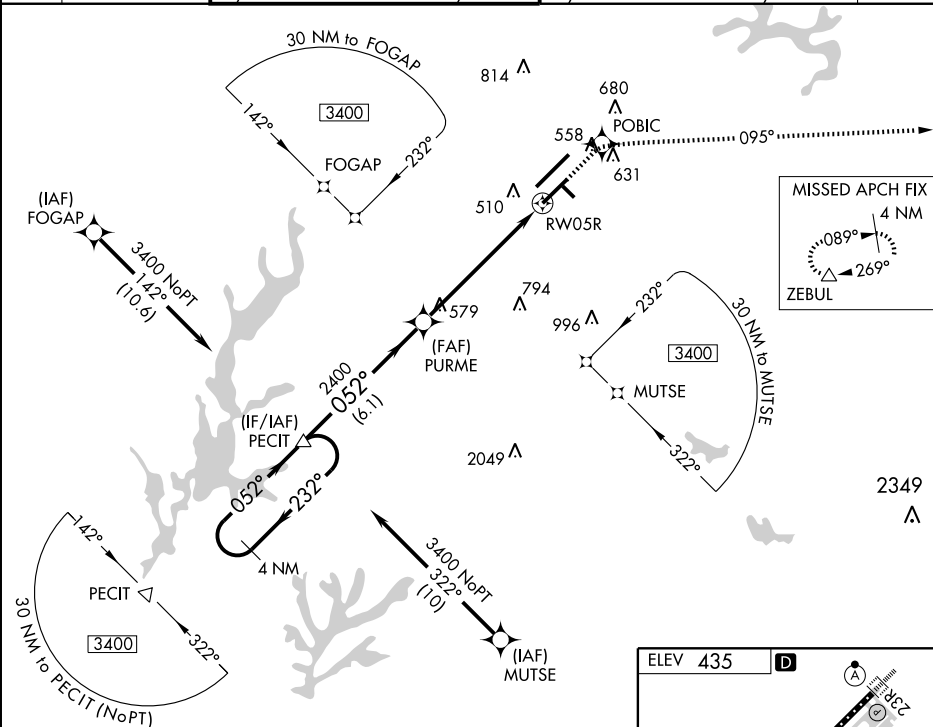 30 NM to FOGAP
3400
142°
232°
FOGAP
814
680
POBIC
558
631
095°
510
RW05R
MISSED APCH FIX
4 NM
089°
269°
ZEBUL
(IAF)
FOGAP
3400 NoPT
142°
(10.6)
579
794
996
(FAF)
PURME
232°
30 NM to MUTSE
3400
MUTSE
322°
2400
052°
(6.1)
(IF/IAF)
PECIT
052°
232°
4 NM
2049
2349
142°
PECIT
3400
322°
30 NM to PECIT (NoPT)
3400 NoPT
322°
(10)
(IAF)
MUTSE
ELEV 435
D
A
23R
P